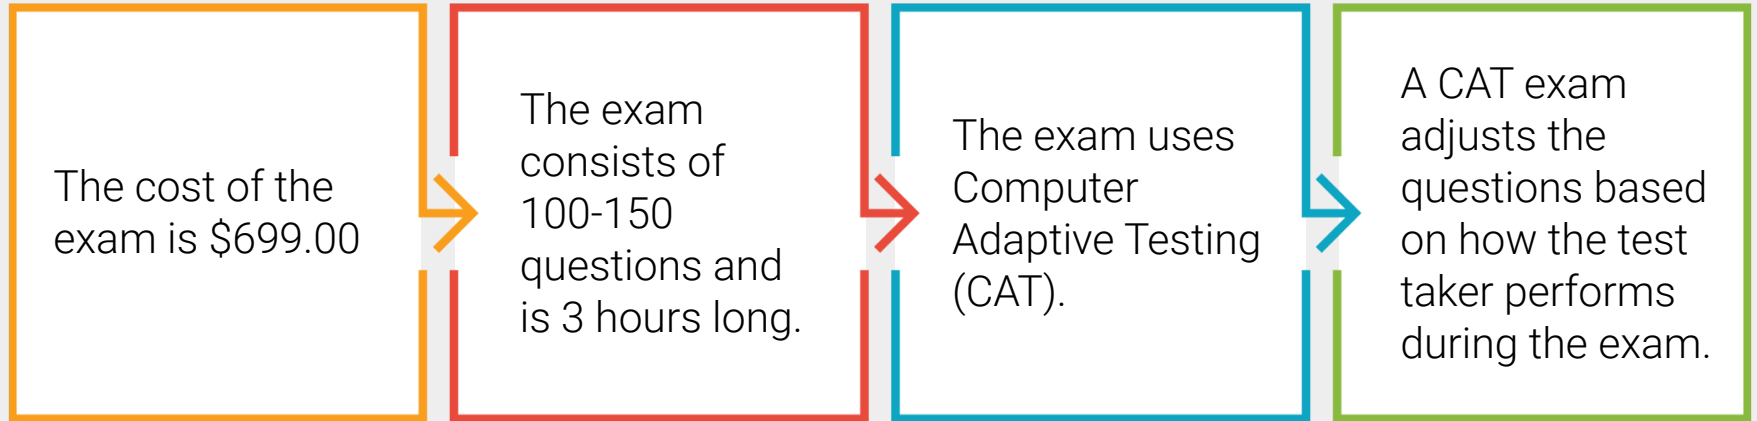 The cost of the
exam is $699.00
The exam
consists of
100-150
questions and
is 3 hours long.
The exam uses
Computer
Adaptive Testing
(CAT).
A CAT exam
adjusts the
questions based
on how the test
taker performs
during the exam.